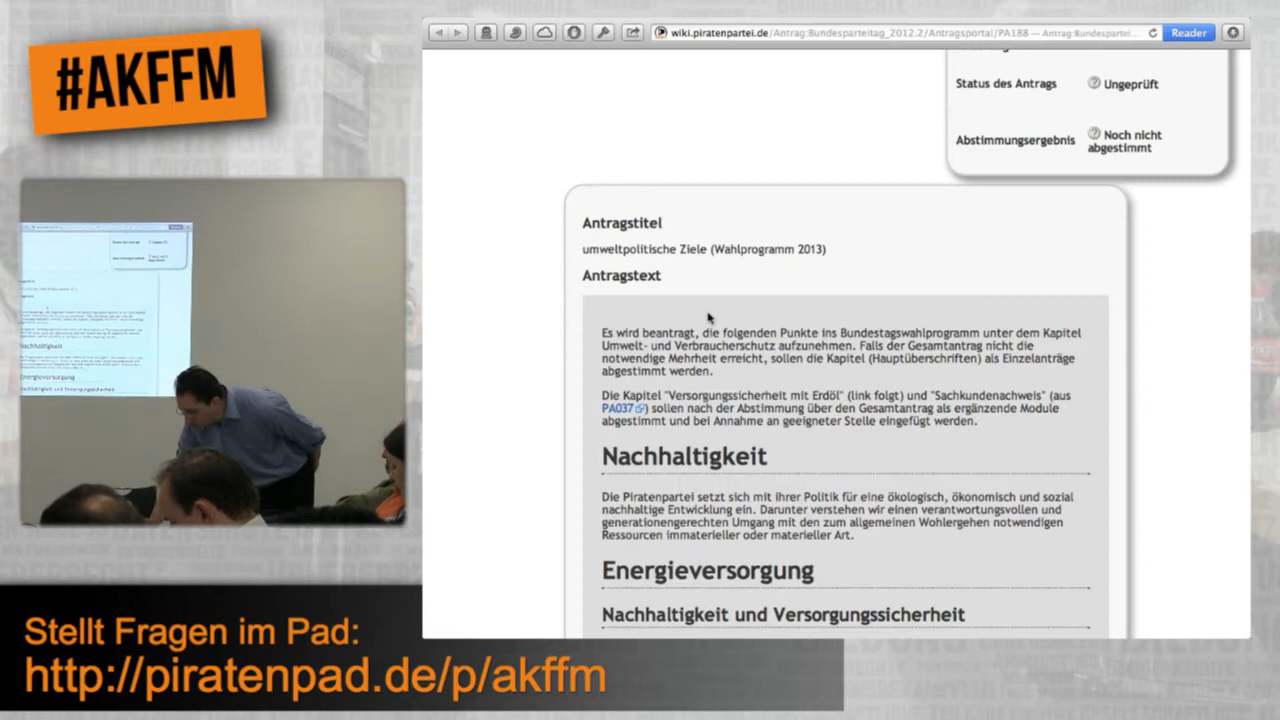 #AKFFM
wiki.piratenpartei.de/Antrag:Bundesparteitag_2012.2/Antragsportal/PA188 — Antrag:Bundespartei...
Reader
Status des Antrags
Ungeprüft
Abstimmungsergebnis
Noch nicht
abgestimmt
Antragstitel
umweltpolitische Ziele (Wahlprogramm 2013)
Antragstext
Es wird beantragt, die folgenden Punkte ins Bundestagswahlprogramm unter dem Kapitel
Umwelt- und Verbraucherschutz aufzunehmen. Falls der Gesamtantrag nicht die
notwendige Mehrheit erreicht, sollen die Kapitel (Hauptüberschriften) als Einzelanträge
abgestimmt werden.
Die Kapitel "Versorgungssicherheit mit Erdöl" (link folgt) und "Sachkundenachweis" (aus
PA037) sollen nach der Abstimmung über den Gesamtantrag als ergänzende Module
abgestimmt und bei Annahme an geeigneter Stelle eingefügt werden.
Nachhaltigkeit
Die Piratenpartei setzt sich mit ihrer Politik für eine ökologisch, ökonomisch und sozial
nachhaltige Entwicklung ein. Darunter verstehen wir einen verantwortungsvollen und
generationengerechten Umgang mit den zum allgemeinen Wohlergehen notwendigen
Ressourcen immaterieller oder materieller Art.
Energieversorgung
Nachhaltigkeit und Versorgungssicherheit
Nachhaltigkeit
Energieversorgung
Nachhaltigkeit und Versorgungssicherheit
Stellt Fragen im Pad:
http://piratenpad.de/p/akffm